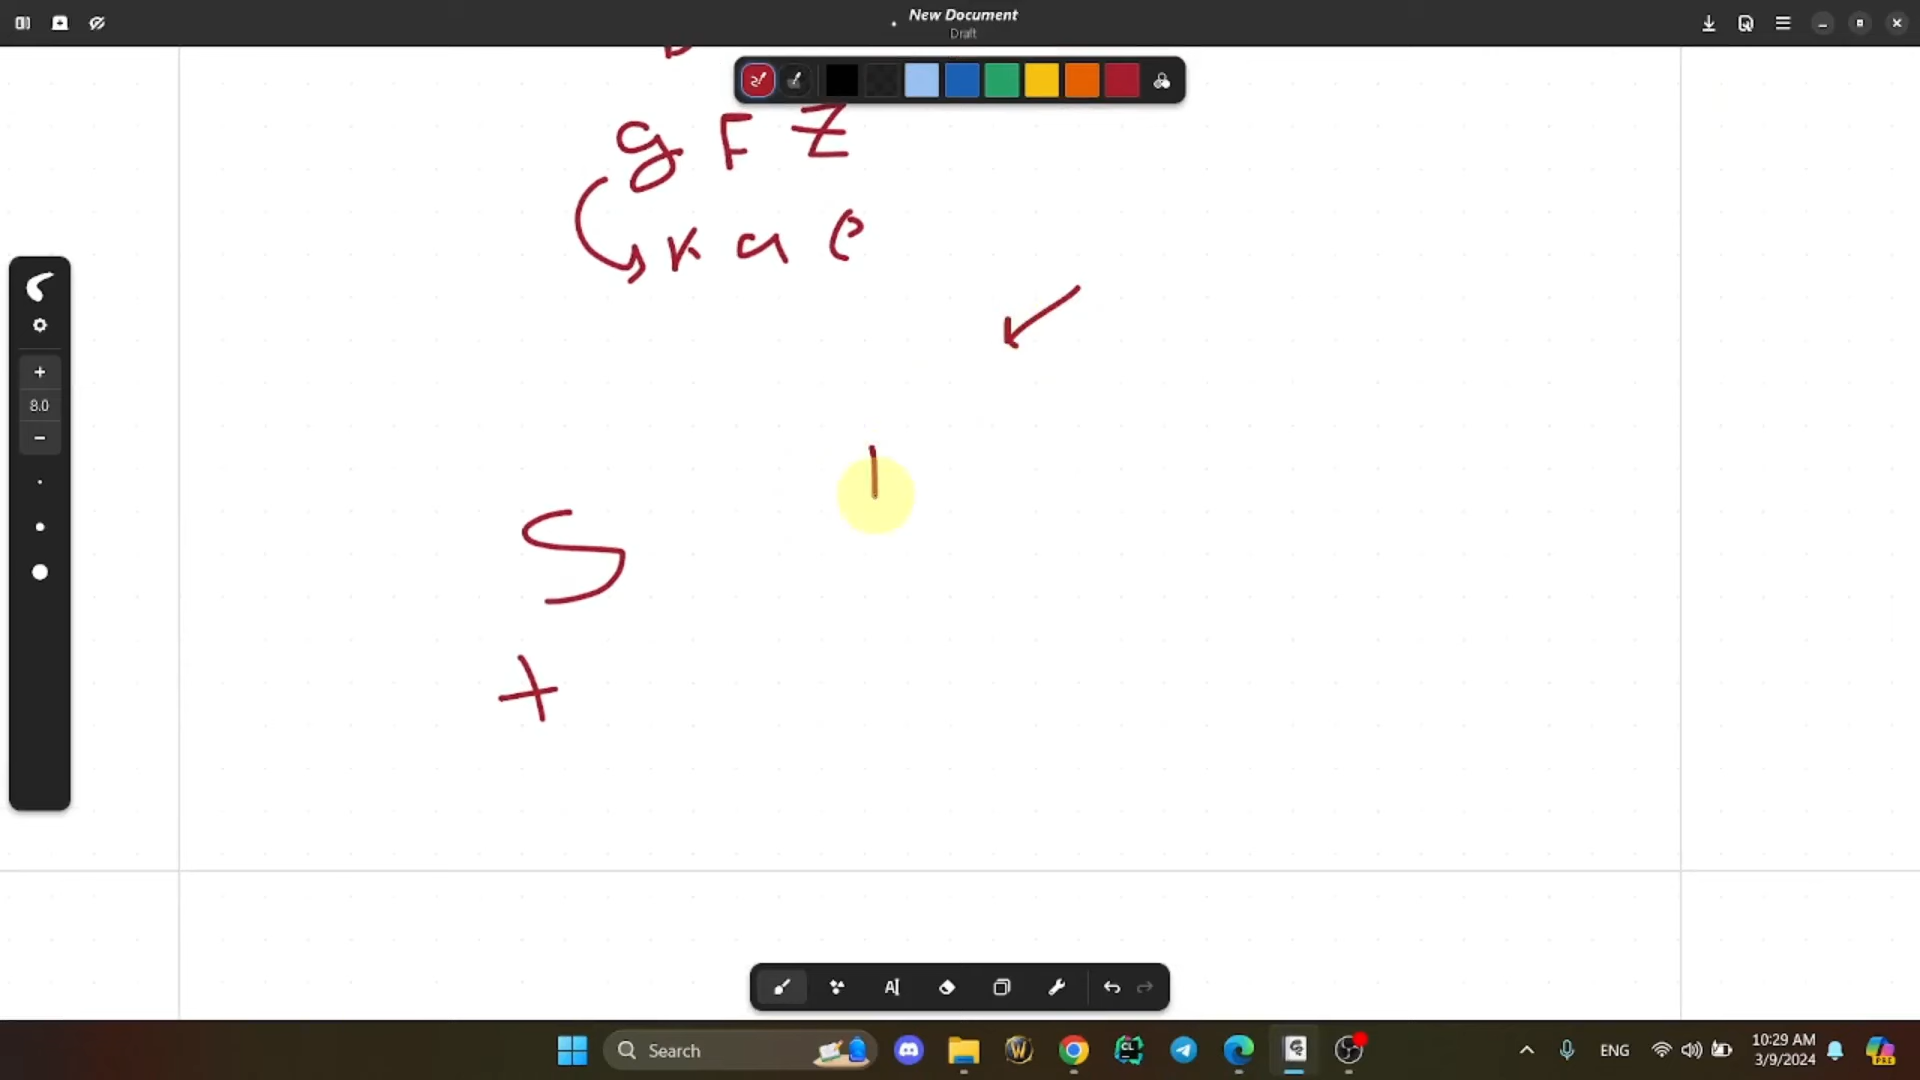 New Document
Draft
g F Z
K a e
8.0
S
+
Search
ENG
10:29 AM
3/9/2024